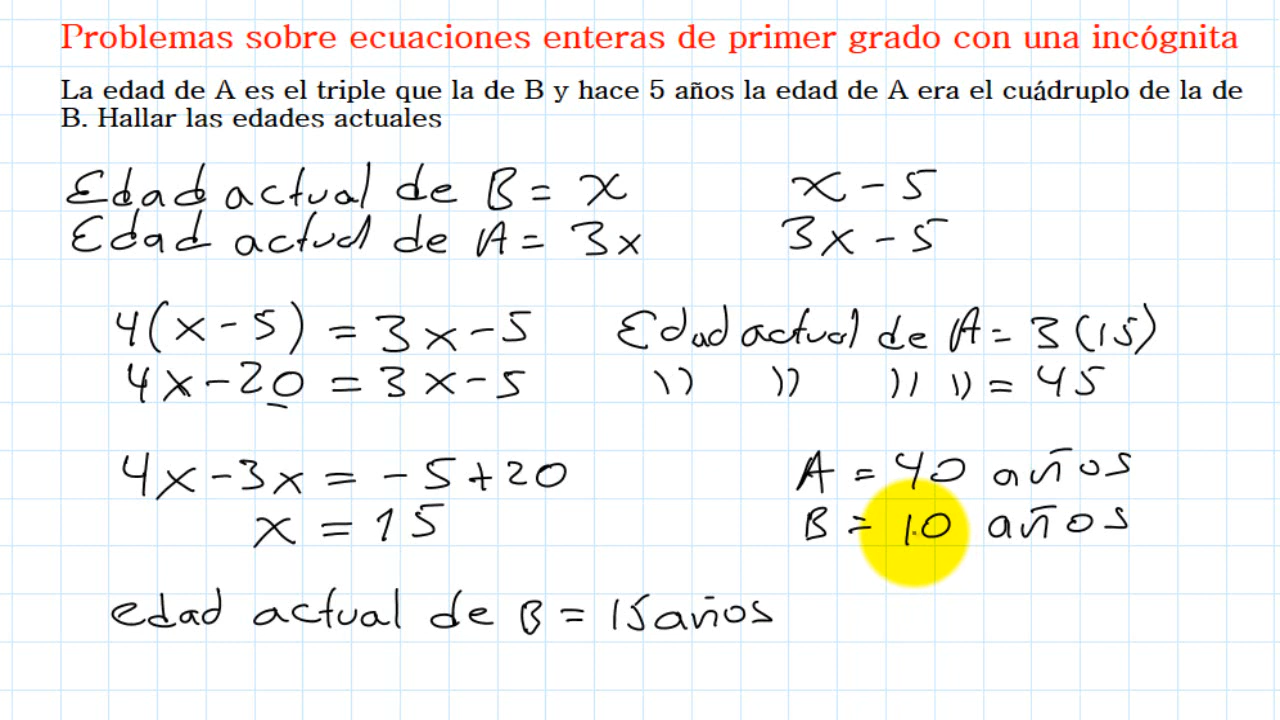 Problemas sobre ecuaciones enteras de primer grado con una incógnita
La edad de A es el triple que la de B y hace 5 años la edad de A era el cuádruplo de la de
B. Hallar las edades actuales
Edad actual de B = x
x - 5
Edad actual de A = 3x
3x - 5
4(x - 5) = 3x - 5
4x - 20 = 3x - 5
4x - 3x = - 5 + 20
x = 15
edad actual de B = 15 años
Edad actual de A = 3 (15)
" " " " = 45
A = 40 años
B = 10 años